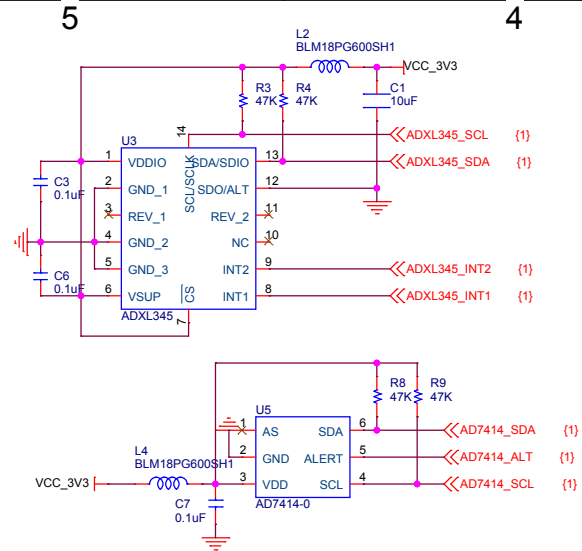 5
4
L2
BLM18PG600SH1
VCC_3V3
R3
47K
R4
47K
C1
10uF
U3
14
ADXL345_SCL {1}
1 VDDIO SDA/SDIO 13 ADXL345_SDA {1}
SCL/SCLK
C3
0.1uF
2 GND_1 SDO/ALT 12
3 REV_1 REV_2 11
4 GND_2 NC 10
5 GND_3 INT2 9 ADXL345_INT2 {1}
C6
0.1uF
6 VSUP CS INT1 8 ADXL345_INT1 {1}
ADXL345
7
R8
47K
R9
47K
U5
1 AS SDA 6 AD7414_SDA {1}
2 GND ALERT 5 AD7414_ALT {1}
L4
BLM18PG600SH1
VCC_3V3
3 VDD SCL 4 AD7414_SCL {1}
AD7414-0
C7
0.1uF